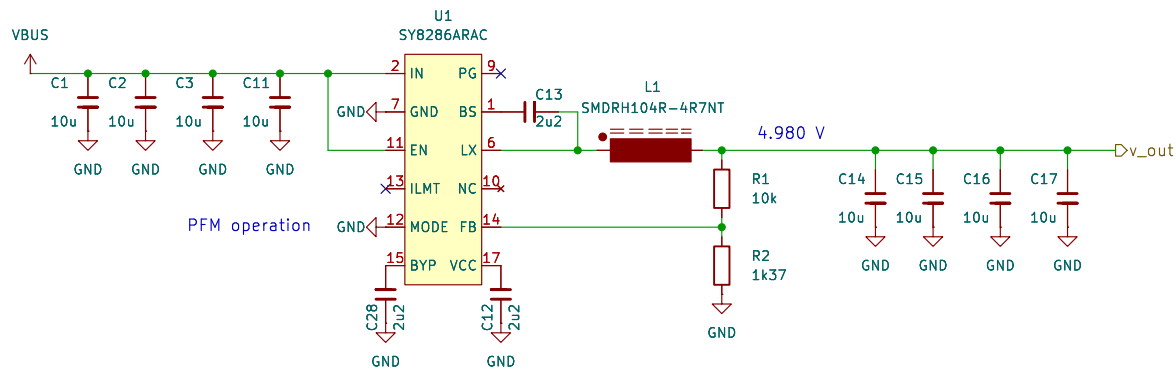 U1
SY8286ARAC
VBUS
C1
10u
GND
C2
10u
GND
C3
10u
GND
C11
10u
GND
2 IN
PG 9
GND 7 GND
BS 1
C13
2u2
11 EN
LX 6
L1
SMDRH104R-4R7NT
4.980 V
v_out
13 ILMT
NC 10
PFM operation
GND 12 MODE
FB 14
R1
10k
15 BYP
VCC 17
R2
1k37
GND
C28
2u2
GND
C12
2u2
GND
C14
10u
GND
C15
10u
GND
C16
10u
GND
C17
10u
GND